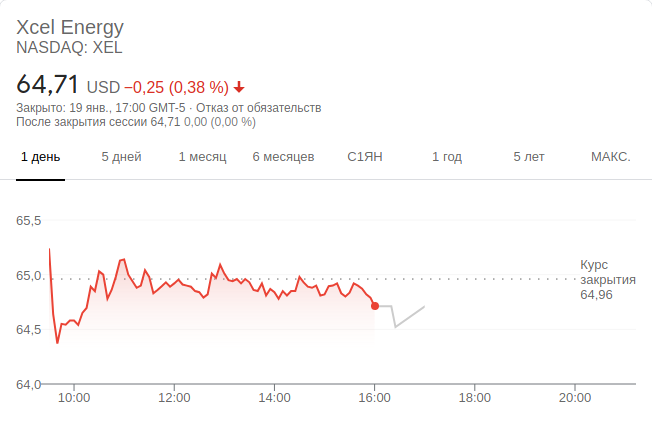 Xcel Energy
NASDAQ: XEL
64,71 USD −0,25 (0,38 %)
Закрыто: 19 янв., 17:00 GMT-5 · Отказ от обязательств
После закрытия сессии 64,71 0,00 (0,00 %)
1 день 5 дней 1 месяц 6 месяцев С1ЯН 1 год 5 лет МАКС.
65,5
65,0
64,5
64,0
Курс
закрытия
64,96
10:00 12:00 14:00 16:00 18:00 20:00